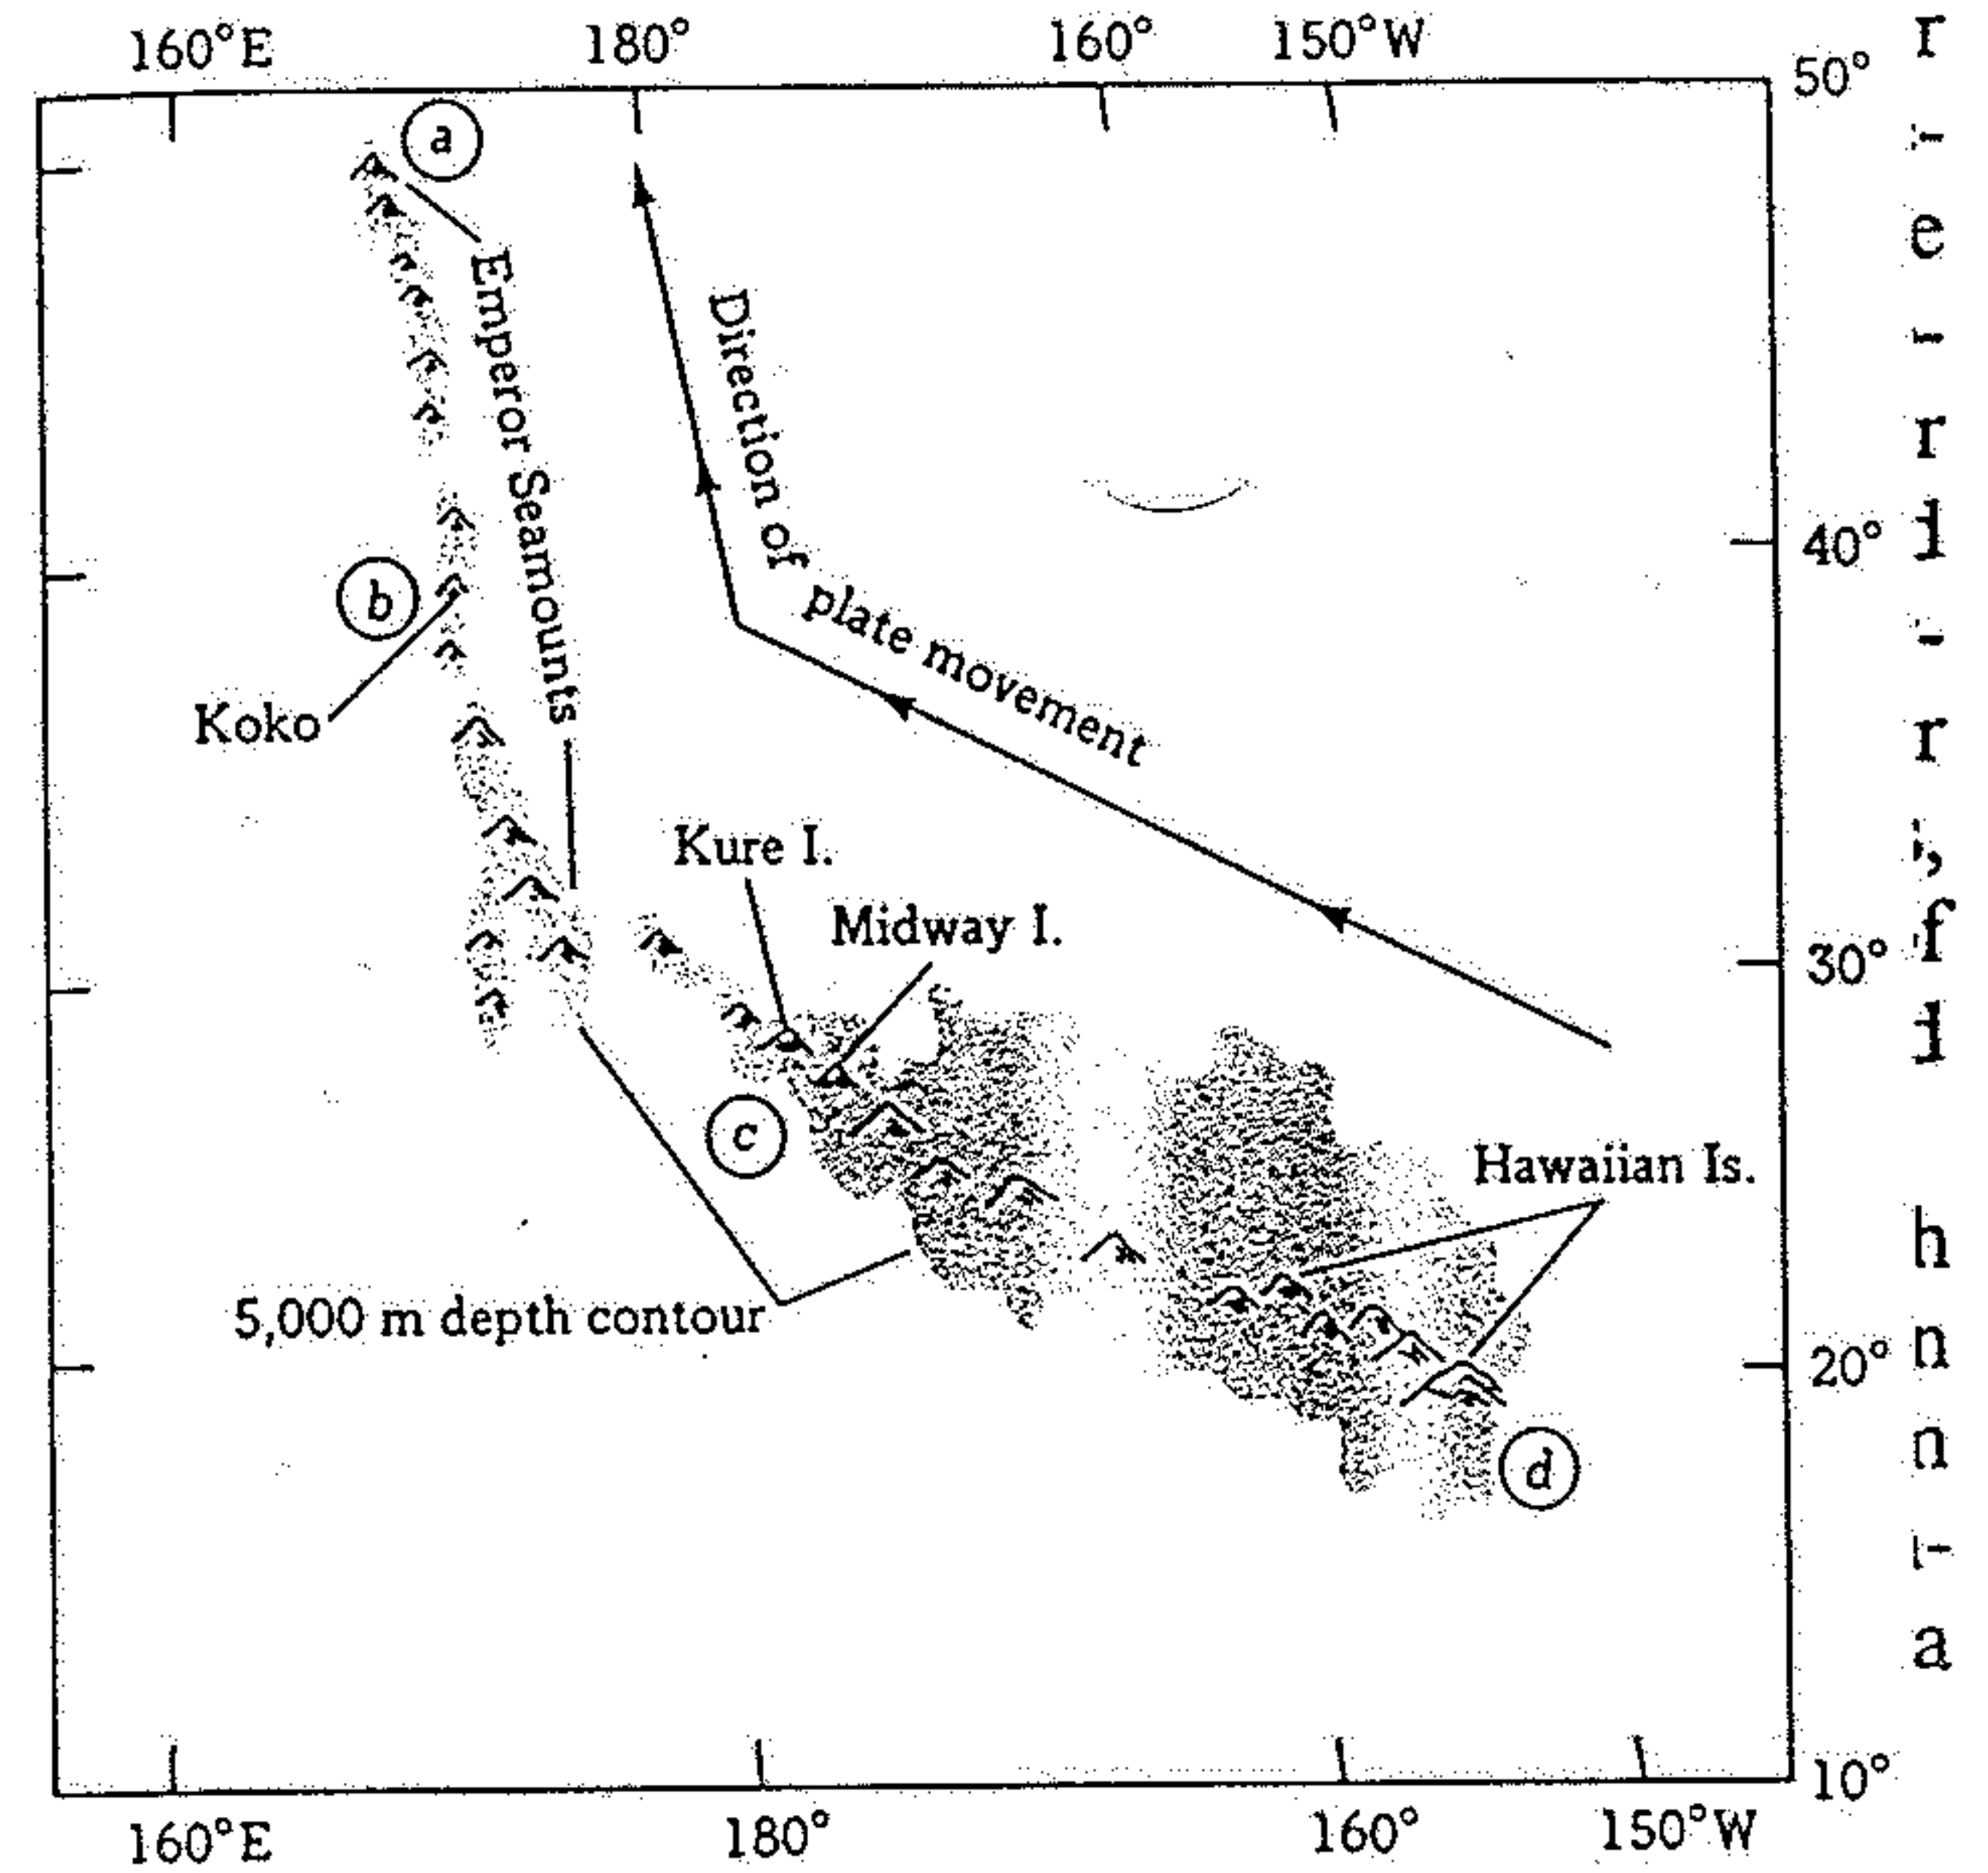 160°E 180° 160° 150°W
50°
a
Emperor Seamounts
Direction of
plate movement
40°
b
Koko
Kure I.
Midway I.
30°
c
Hawaiian Is.
5,000 m depth contour
20°
d
10°
160°E 180° 160° 150°W
r
e
r
r
f
h
n
n
a